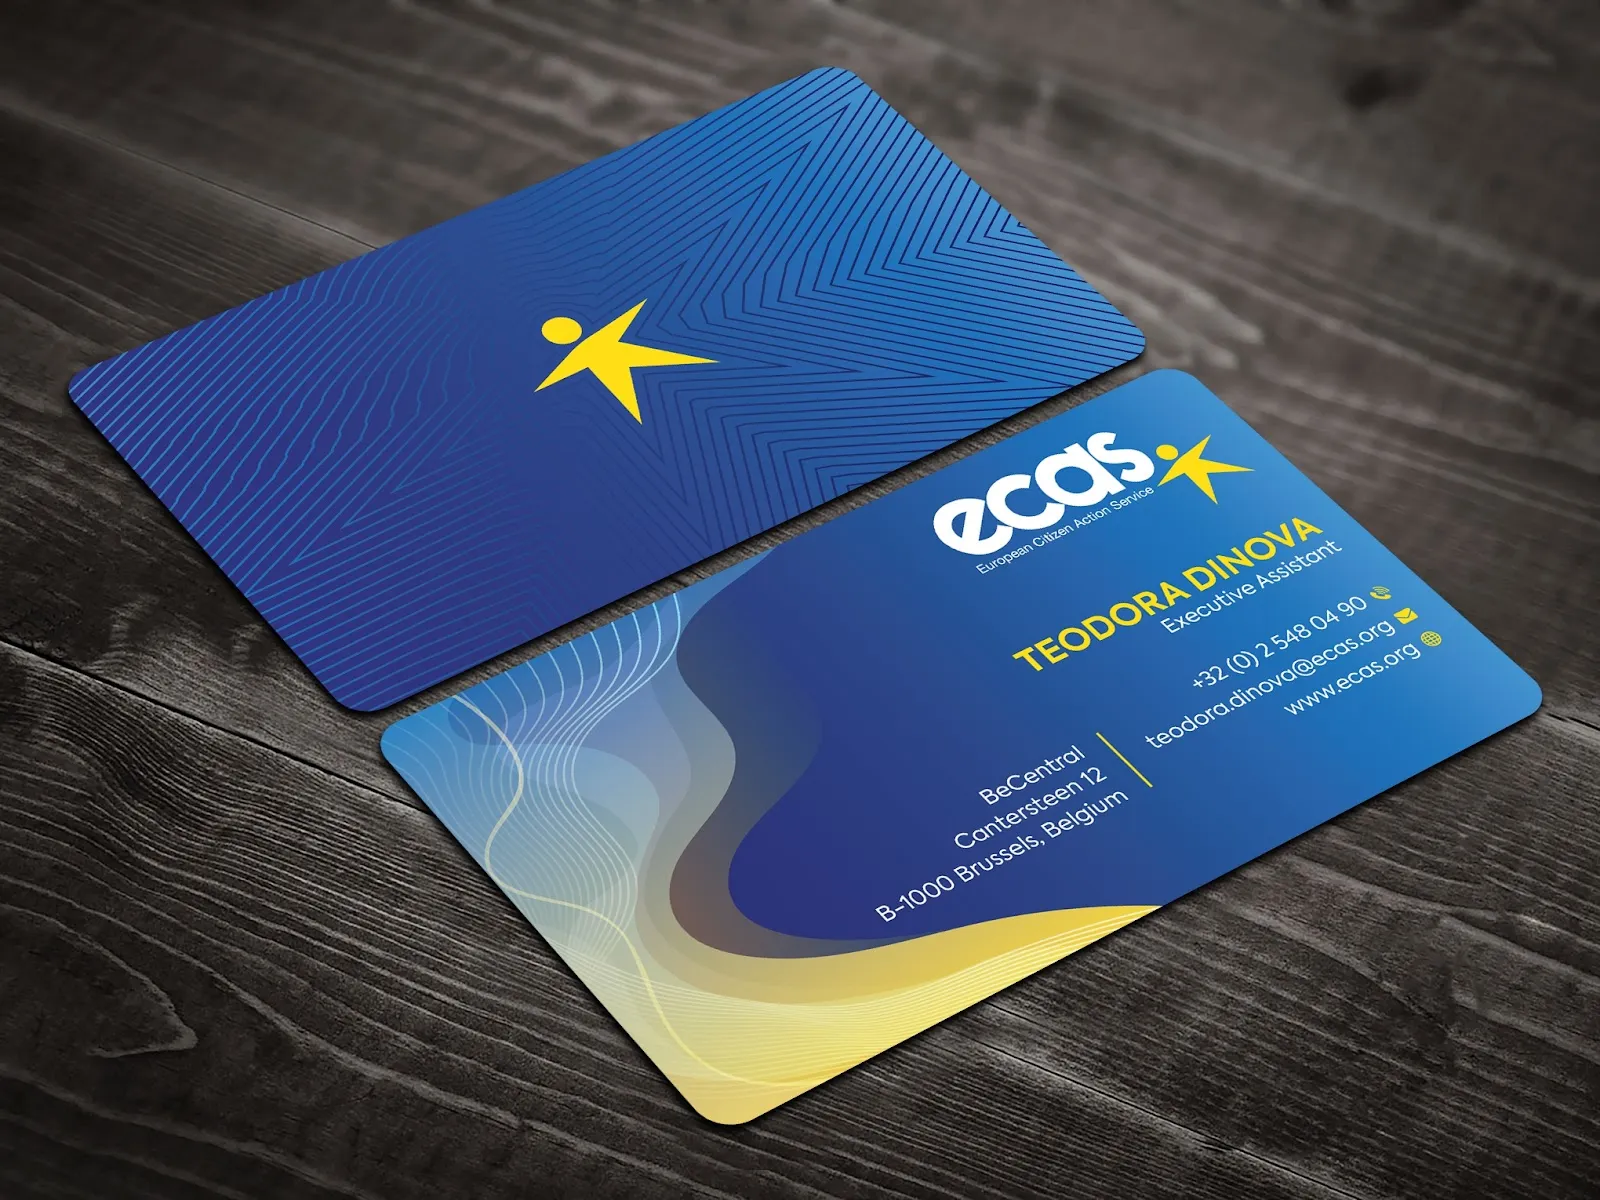 ecas
European Citizen Action Service
TEODORA DINOVA
Executive Assistant
+32 (0) 2 548 04 90
teodora.dinova@ecas.org
www.ecas.org
BeCentral
Cantersteen 12
B-1000 Brussels, Belgium